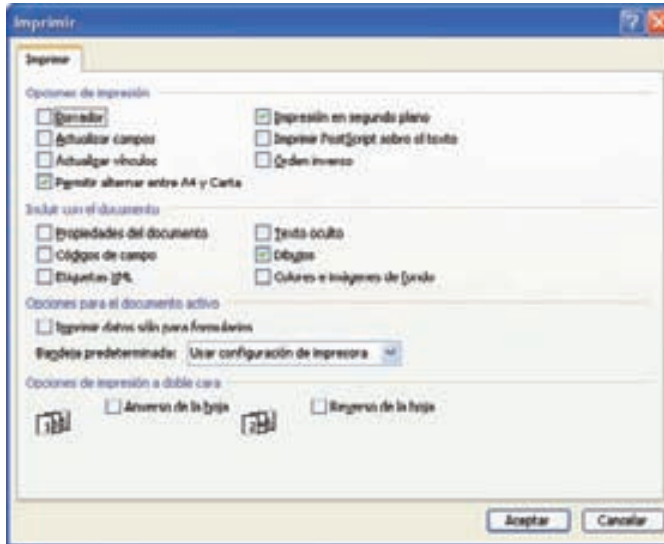 Imprimir
Imprimir
Opciones de impresión
Borrador
Impresión en segundo plano
Actualizar campos
Imprimir PostScript sobre el texto
Actualizar vínculos
Orden inverso
Permitir alternar entre A4 y Carta
Incluir con el documento
Propiedades del documento
Texto oculto
Códigos de campo
Dibujos
Etiquetas XML
Colores e imágenes de fondo
Opciones para el documento activo
Imprimir datos sólo para formularios
Bandeja predeterminada: Usar configuración de impresora
Opciones de impresión a doble cara
Anverso de la hoja
Reverso de la hoja
Aceptar Cancelar